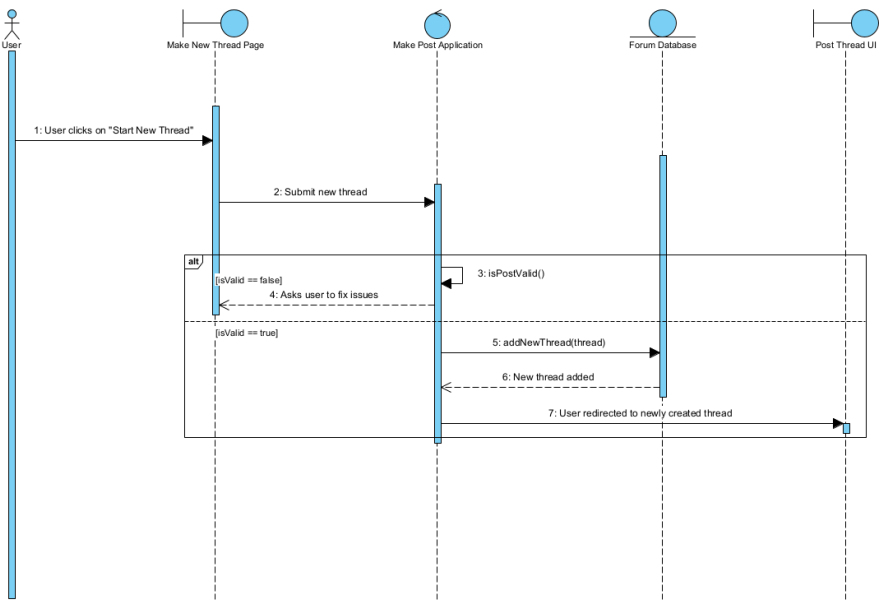 User
Make New Thread Page
Make Post Application
Forum Database
Post Thread UI
1: User clicks on "Start New Thread"
2: Submit new thread
alt
3: isPostValid()
[isValid == false]
4: Asks user to fix issues
[isValid == true]
5: addNewThread(thread)
6: New thread added
7: User redirected to newly created thread